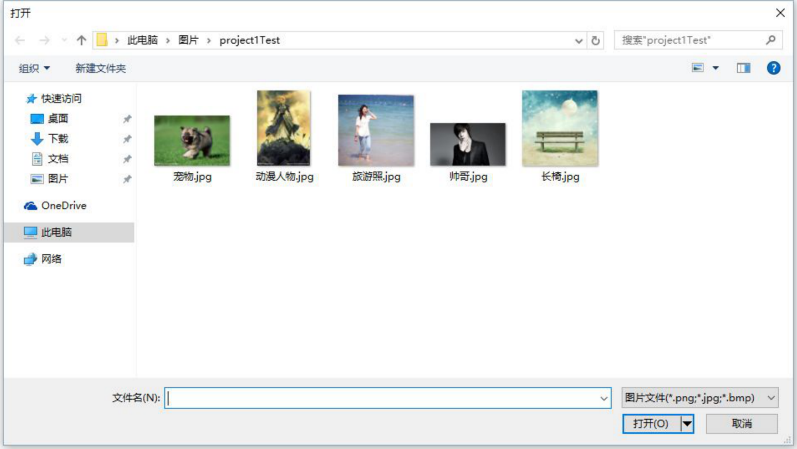 打开
此电脑 › 图片 › project1Test
搜索"project1Test"
组织
新建文件夹
快速访问
桌面
下载
文档
图片
OneDrive
此电脑
网络
宠物.jpg
动漫人物.jpg
旅游照.jpg
帅哥.jpg
长椅.jpg
文件名(N):
图片文件(*.png;*.jpg;*.bmp)
打开(O)
取消